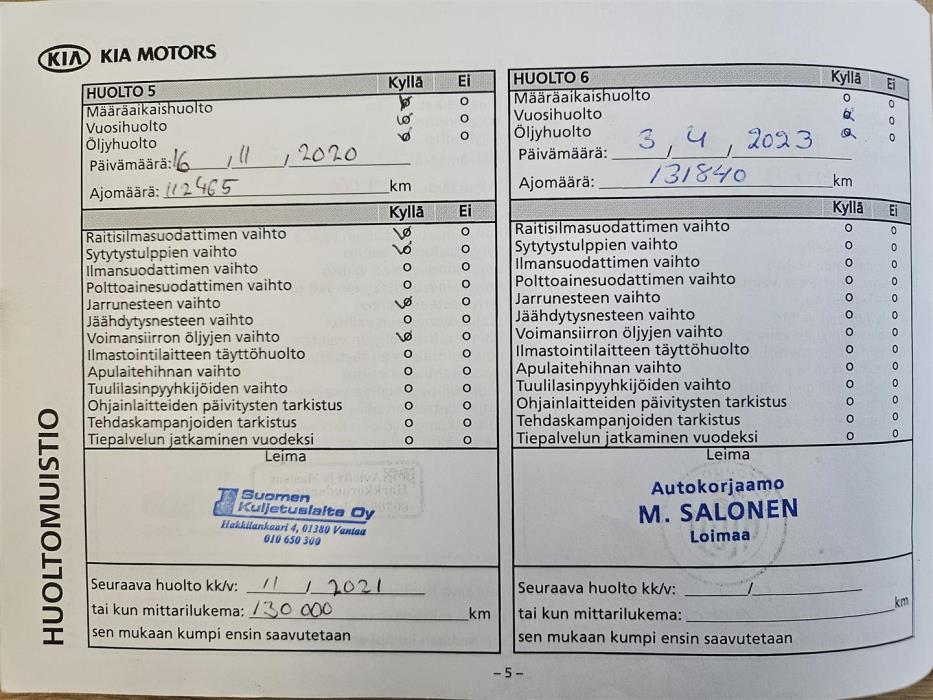 KIA KIA MOTORS
HUOLTO 5 Kyllä Ei
Määräaikaishuolto o
Vuosihuolto o
Öljyhuolto o
Päivämäärä: 16 , 11 , 2020
Ajomäärä: 112465 km
Kyllä Ei
Raitisilmasuodattimen vaihto o
Sytytystulppien vaihto o
Ilmansuodattimen vaihto o o
Polttoainesuodattimen vaihto o o
Jarrunesteen vaihto o
Jäähdytysnesteen vaihto o o
Voimansiirron öljyjen vaihto o
Ilmastointilaitteen täyttöhuolto o o
Apulaitehihnan vaihto o o
Tuulilasinpyyhkijöiden vaihto o o
Ohjainlaitteiden päivitysten tarkistus o o
Tehdaskampanjoiden tarkistus o o
Tiepalvelun jatkaminen vuodeksi o o
Leima
Suomen
Kuljetuslaite Oy
Hakkilankaari 4, 01380 Vantaa
010 650 300
Seuraava huolto kk/v: 11 / 2021
tai kun mittarilukema: 130 000 km
sen mukaan kumpi ensin saavutetaan
HUOLTO 6 Kyllä Ei
Määräaikaishuolto o o
Vuosihuolto o
Öljyhuolto o
Päivämäärä: 3 , 4 , 2023
Ajomäärä: 131840 km
Kyllä Ei
Raitisilmasuodattimen vaihto o o
Sytytystulppien vaihto o o
Ilmansuodattimen vaihto o o
Polttoainesuodattimen vaihto o o
Jarrunesteen vaihto o o
Jäähdytysnesteen vaihto o o
Voimansiirron öljyjen vaihto o o
Ilmastointilaitteen täyttöhuolto o o
Apulaitehihnan vaihto o o
Tuulilasinpyyhkijöiden vaihto o o
Ohjainlaitteiden päivitysten tarkistus o o
Tehdaskampanjoiden tarkistus o o
Tiepalvelun jatkaminen vuodeksi o o
Leima
Autokorjaamo
M. SALONEN
Loimaa
Seuraava huolto kk/v: /
tai kun mittarilukema: km
sen mukaan kumpi ensin saavutetaan
HUOLTOMUISTIO
- 5 -